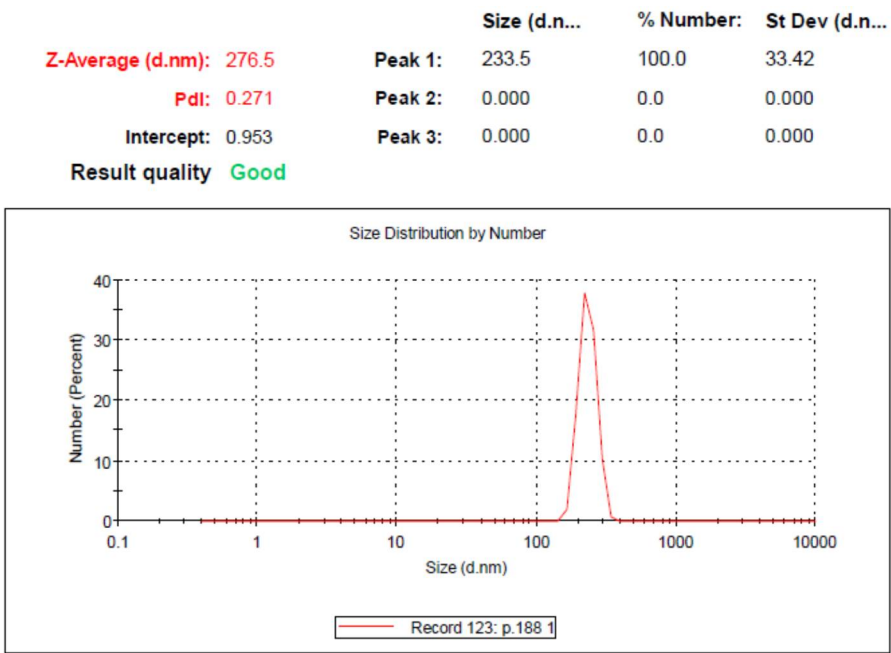 Size (d.n... % Number: St Dev (d.n...
Z-Average (d.nm): 276.5 Peak 1: 233.5 100.0 33.42
PdI: 0.271 Peak 2: 0.000 0.0 0.000
Intercept: 0.953 Peak 3: 0.000 0.0 0.000
Result quality Good
Size Distribution by Number
Number (Percent)
40
30
20
10
0
0.1 1 10 100 1000 10000
Size (d.nm)
Record 123: p.188 1